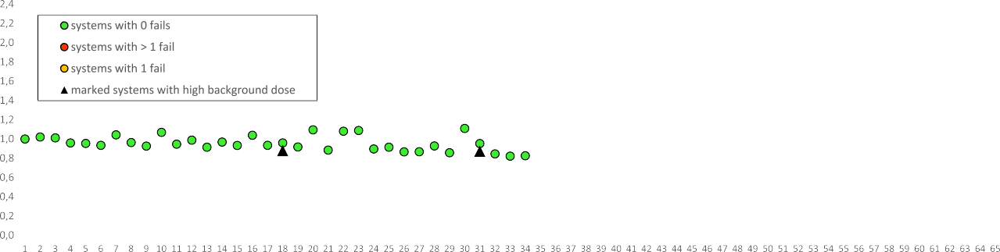 2,4
2,2
2,0
1,8
1,6
1,4
1,2
1,0
0,8
0,6
0,4
0,2
0,0
systems with 0 fails
systems with > 1 fail
systems with 1 fail
marked systems with high background dose
1 2 3 4 5 6 7 8 9 10 11 12 13 14 15 16 17 18 19 20 21 22 23 24 25 26 27 28 29 30 31 32 33 34 35 36 37 38 39 40 41 42 43 44 45 46 47 48 49 50 51 52 53 54 55 56 57 58 59 60 61 62 63 64 65